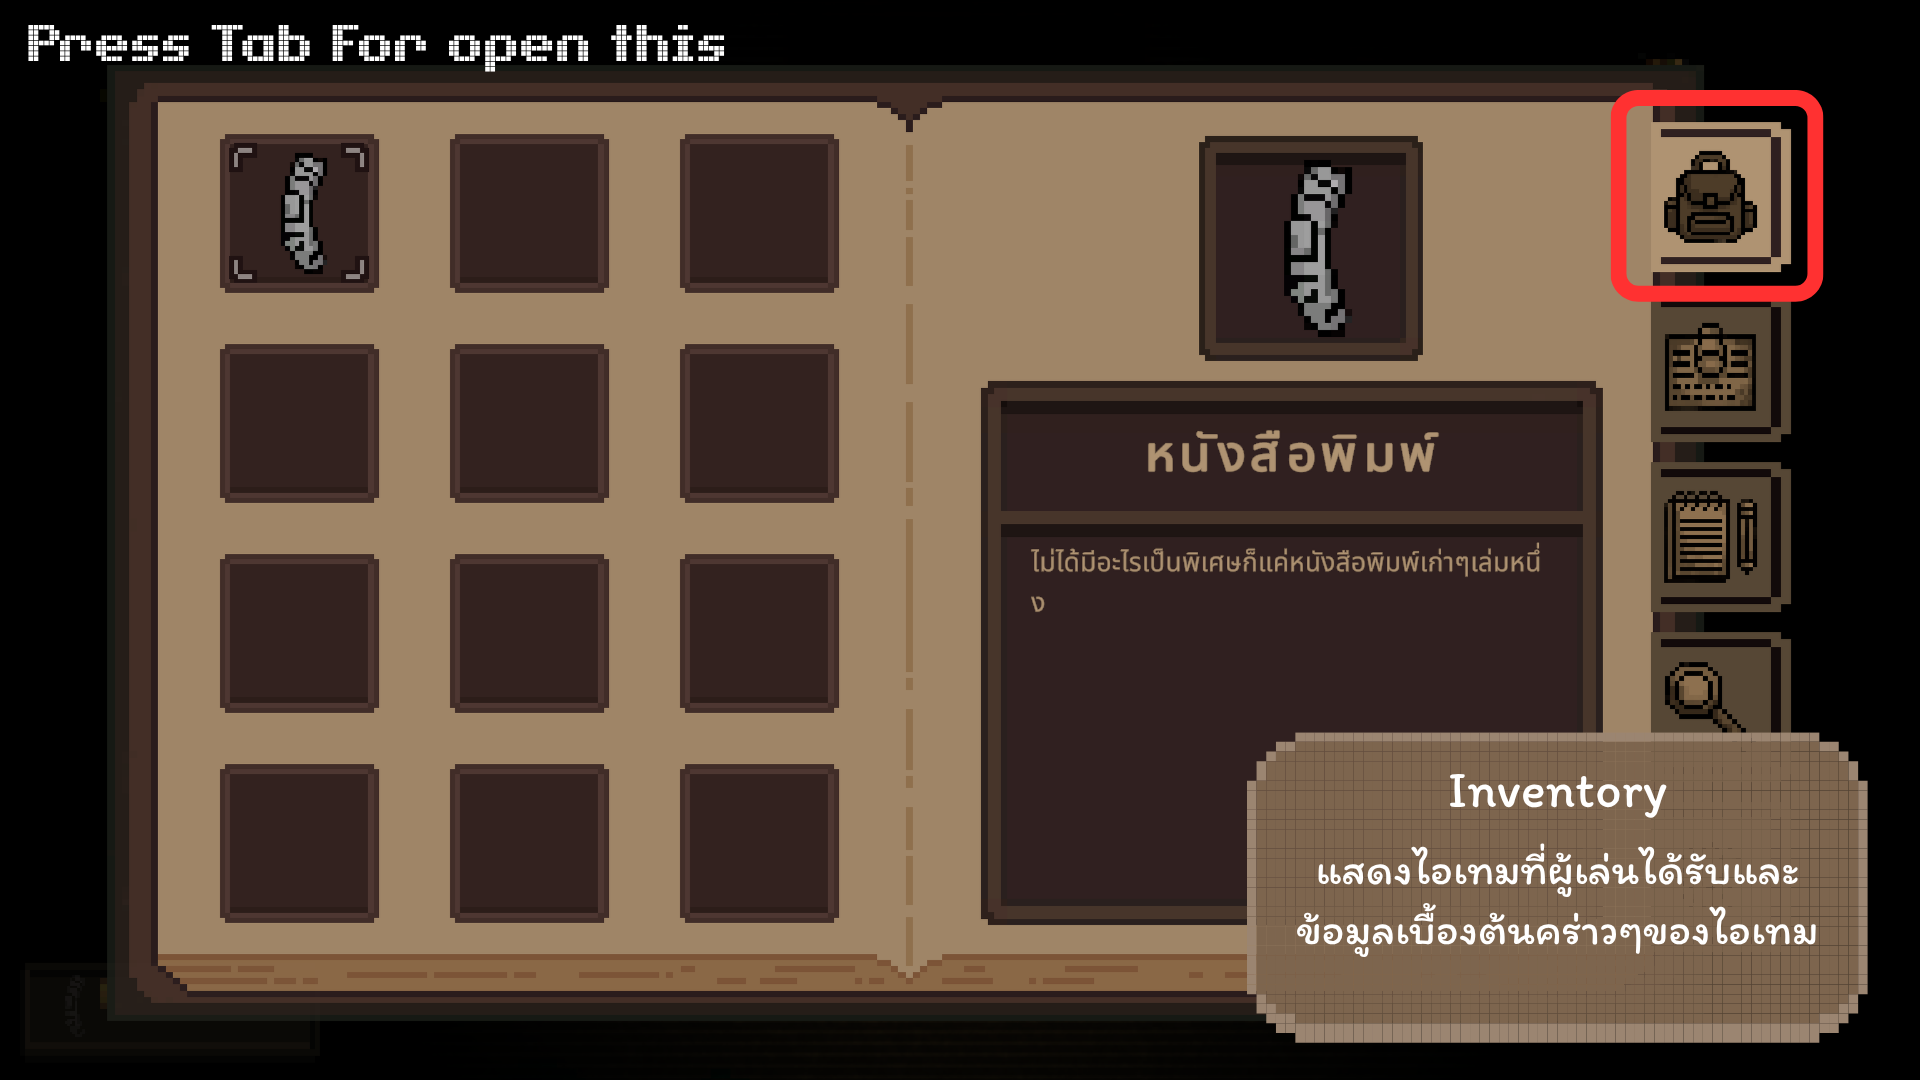 Press Tab For open this
หนังสือพิมพ์
ไม่ได้มีอะไรเป็นพิเศษก็แค่หนังสือพิมพ์เก่าๆเล่มหนึ่
ง
Inventory
แสดงไอเทมที่ผู้เล่นได้รับและ
ข้อมูลเบื้องต้นคร่าวๆของไอเทม